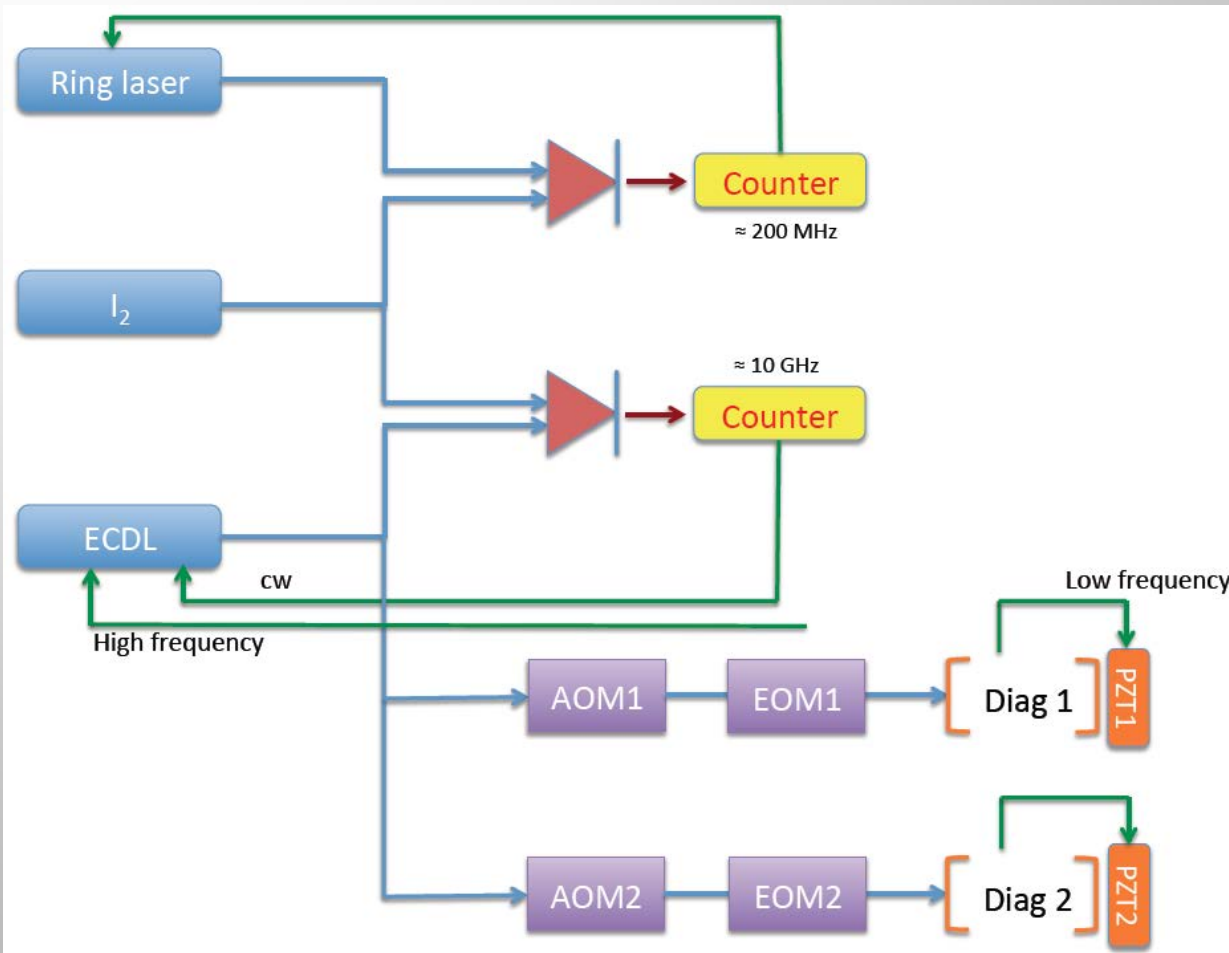 Ring laser
Counter
≈ 200 MHz
I₂
≈ 10 GHz
Counter
ECDL
cw
Low frequency
High frequency
AOM1
EOM1
Diag 1
PZT1
AOM2
EOM2
Diag 2
PZT2